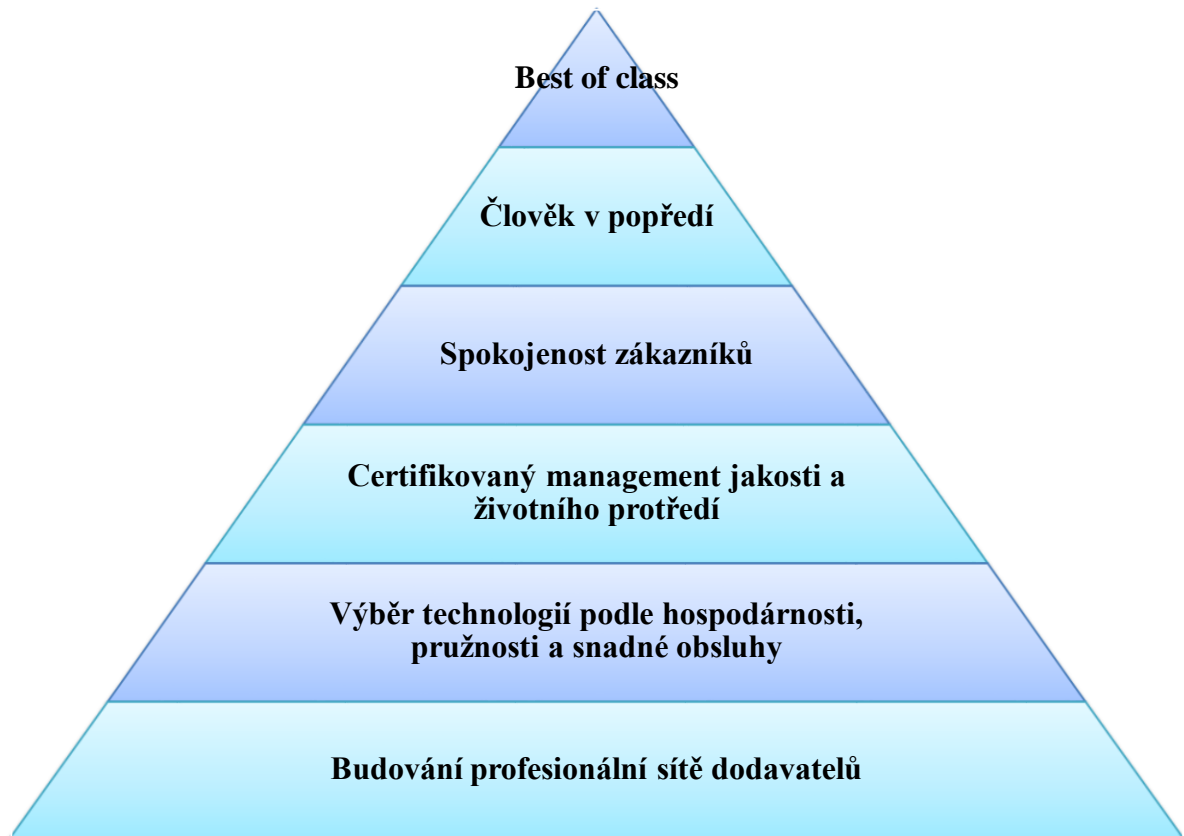 Best of class
Člověk v popředí
Spokojenost zákazníků
Certifikovaný management jakosti a
životního protředí
Výběr technologií podle hospodárnosti,
pružnosti a snadné obsluhy
Budování profesionální sítě dodavatelů